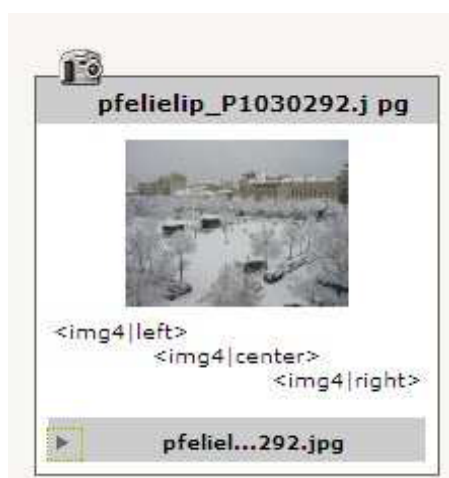 pfelielip_P1030292.j pg
<img4|left>
<img4|center>
<img4|right>
pfeliel...292.jpg